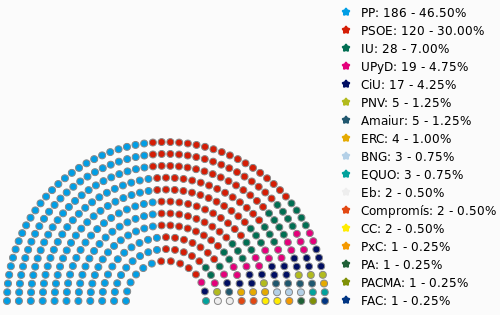 PP: 186 - 46.50%
PSOE: 120 - 30.00%
IU: 28 - 7.00%
UPyD: 19 - 4.75%
CiU: 17 - 4.25%
PNV: 5 - 1.25%
Amaiur: 5 - 1.25%
ERC: 4 - 1.00%
BNG: 3 - 0.75%
EQUO: 3 - 0.75%
Eb: 2 - 0.50%
Compromís: 2 - 0.50%
CC: 2 - 0.50%
PxC: 1 - 0.25%
PA: 1 - 0.25%
PACMA: 1 - 0.25%
FAC: 1 - 0.25%